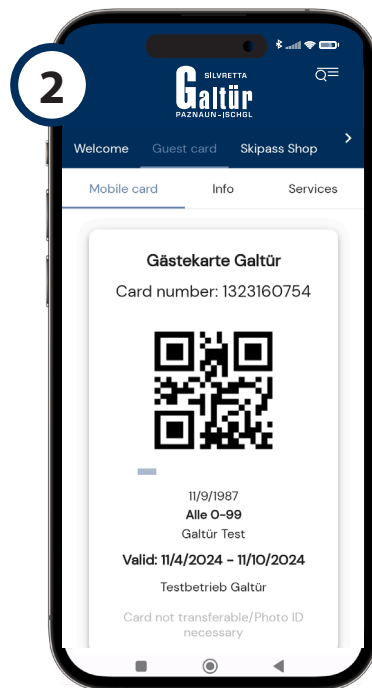 2
SILVRETTA
Galtür
PAZNAUN-ISCHGL
Welcome Guest card Skipass Shop
Mobile card Info Services
Gästekarte Galtür
Card number: 1323160754
11/9/1987
Alle 0-99
Galtür Test
Valid: 11/4/2024 - 11/10/2024
Testbetrieb Galtür
Card not transferable/Photo ID
necessary